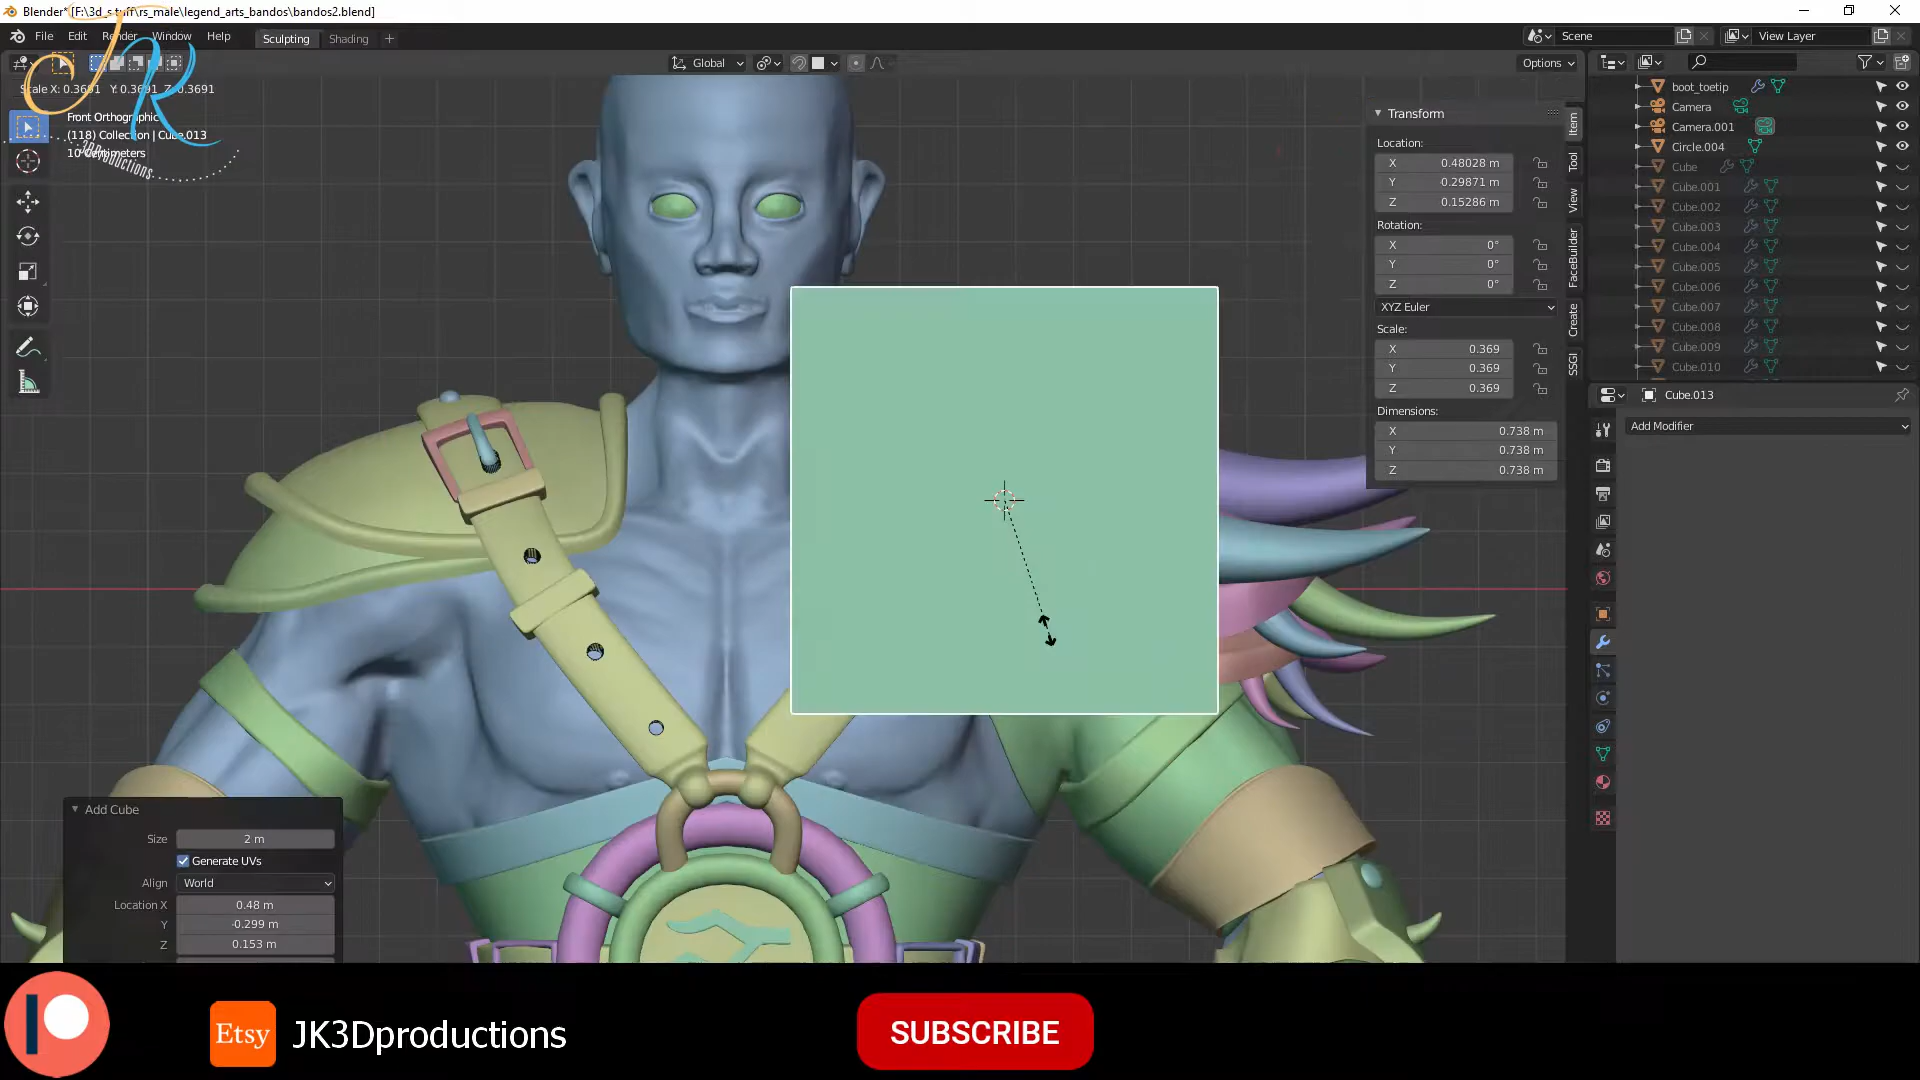 Blender* [F:\3d_stuff\rs_male\legend_arts_bandos\bandos2.blend]
File Edit Render Window Help Sculpting Shading + Scene View Layer
Global Options
Scale X: 0.3691 Y: 0.3691 Z: 0.3691
Front Orthographic
(118) Collection | Cube.013
10 Centimeters
JR
3DProductions
Transform
Location:
X 0.48028 m
Y -0.29871 m
Z 0.15286 m
Rotation:
X 0°
Y 0°
Z 0°
XYZ Euler
Scale:
X 0.369
Y 0.369
Z 0.369
Dimensions:
X 0.738 m
Y 0.738 m
Z 0.738 m
Item
Tool
View
FaceBuilder
Create
SSGI
boot_toetip
Camera
Camera.001
Circle.004
Cube
Cube.001
Cube.002
Cube.003
Cube.004
Cube.005
Cube.006
Cube.007
Cube.008
Cube.009
Cube.010
Cube.013
Add Modifier
Add Cube
Size 2 m
Generate UVs
Align World
Location X 0.48 m
Y -0.299 m
Z 0.153 m
Etsy JK3Dproductions SUBSCRIBE